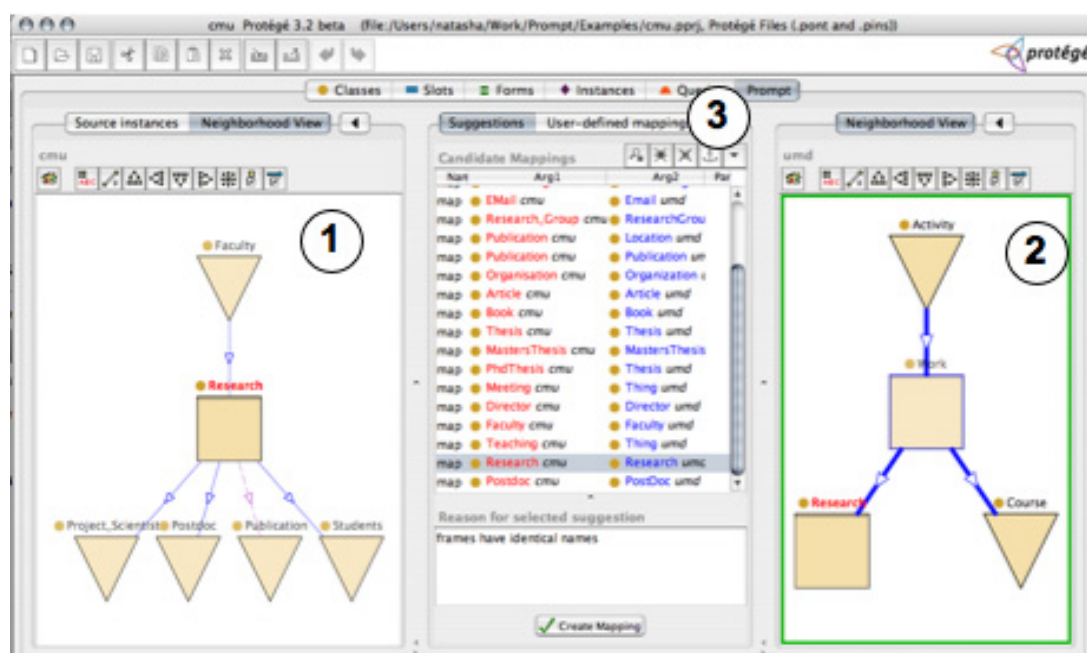 cmu Protégé 3.2 beta (file:/Users/natasha/Work/Prompt/Examples/cmu.pprj, Protégé Files (.pont and .pins))
protégé
Classes Slots Forms Instances Prompt
Source instances Neighborhood View
cmu
1
Faculty
Research
Project_Scientist Postdoc Publication Students
3
Suggestions User-defined mapping
Candidate Mappings
Nam Arg1 Arg2 Par
map EMail cmu Email umd
map Research_Group cmu ResearchGrou
map Publication cmu Location umd
map Publication cmu Publication um
map Organisation cmu Organization
map Article cmu Article umd
map Book cmu Book umd
map Thesis cmu Thesis umd
map MastersThesis cmu MastersThesis
map PhdThesis cmu Thesis umd
map Meeting cmu Thing umd
map Director cmu Director umd
map Faculty cmu Faculty umd
map Teaching cmu Thing umd
map Research cmu Research umd
map Postdoc cmu PostDoc umd
Reason for selected suggestion
frames have identical names
Create Mapping
Neighborhood View
umd
2
Activity
Work
Research Course